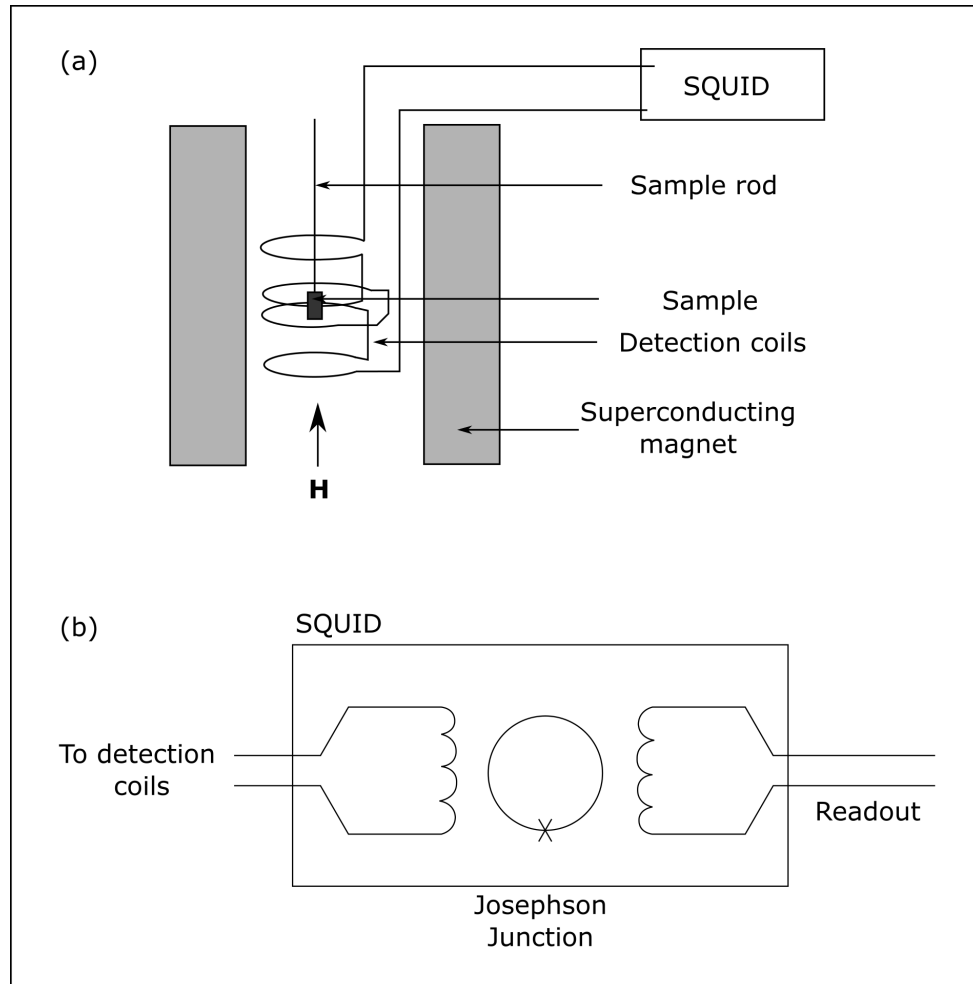 (a)
SQUID
Sample rod
Sample
Detection coils
Superconducting
magnet
H
(b)
SQUID
To detection
coils
Readout
Josephson
Junction